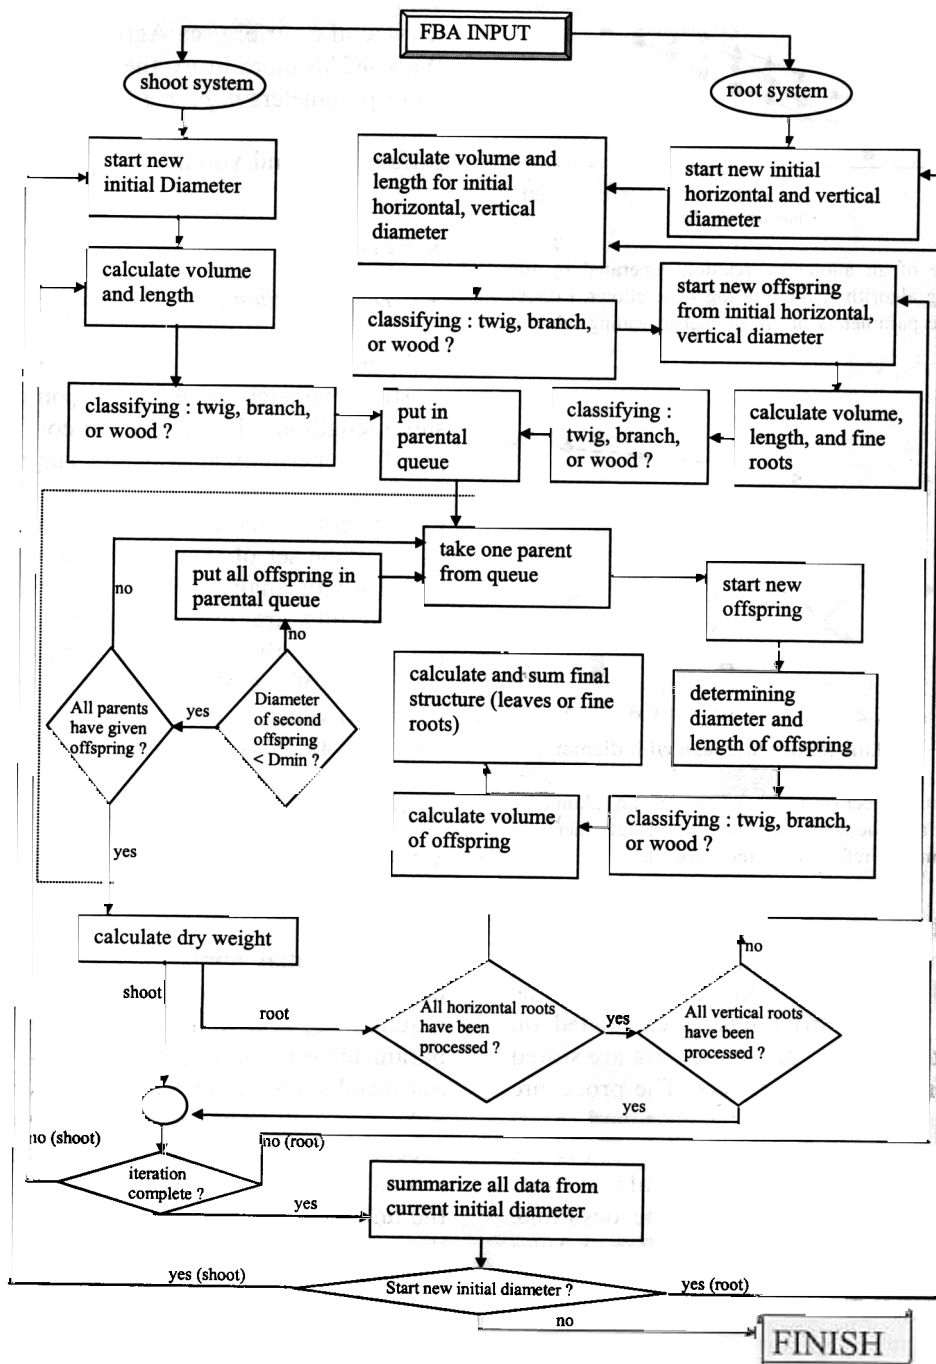 FBA INPUT
shoot system
root system
start new
initial Diameter
calculate volume and
length for initial
horizontal, vertical
diameter
start new initial
horizontal and vertical
diameter
calculate volume
and length
classifying : twig, branch,
or wood ?
start new offspring
from initial horizontal,
vertical diameter
classifying : twig, branch,
or wood ?
put in
parental
queue
classifying :
twig, branch,
or wood ?
calculate volume,
length, and fine
roots
take one parent
from queue
put all offspring in
parental queue
no
no
start new
offspring
All parents
have given
offspring ?
yes
Diameter
of second
offspring
< Dmin ?
calculate and sum final
structure (leaves or fine
roots)
determining
diameter and
length of offspring
calculate volume
of offspring
classifying : twig, branch,
or wood ?
yes
calculate dry weight
shoot
root
All horizontal roots
have been
processed ?
yes
All vertical roots
have been
processed ?
no
yes
no (shoot)
no (root)
iteration
complete ?
yes
summarize all data from
current initial diameter
yes (shoot)
Start new initial diameter ?
yes (root)
no
FINISH